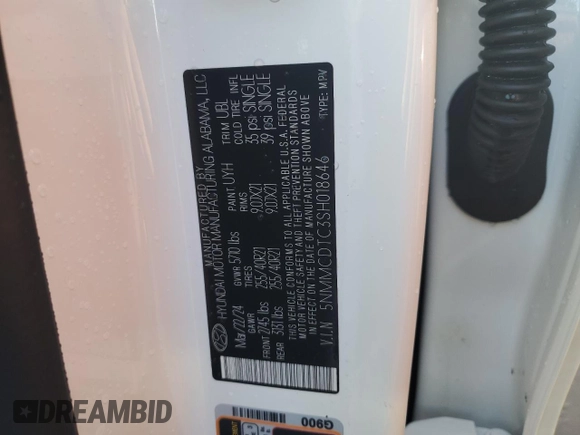 MANUFACTURED BY
HYUNDAI MOTOR MANUFACTURING ALABAMA, LLC
Mar/22/24 GVWR 5710 lbs PAINT UYH TRIM UBL
GAWR TIRES RIMS COLD TIRE INFL
FRONT 2745 lbs 255/40R21 9.0JX21 35 psi SINGLE
REAR 3131 lbs 255/40R21 9.0JX21 39 psi SINGLE
THIS VEHICLE CONFORMS TO ALL APPLICABLE U.S.A. FEDERAL
MOTOR VEHICLE SAFETY AND THEFT PREVENTION STANDARDS
IN EFFECT ON THE DATE OF MANUFACTURE SHOWN ABOVE.
V.I.N 5NMMCDTC3SH018646 TYPE: MPV
G900
DREAMBID